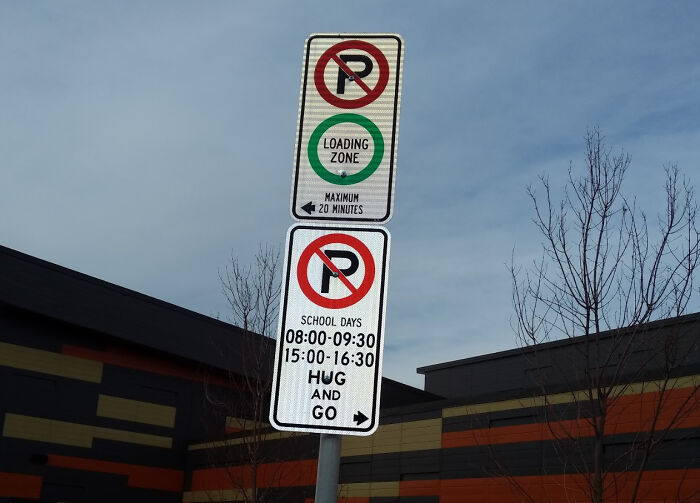 P
LOADING
ZONE
MAXIMUM
20 MINUTES
P
SCHOOL DAYS
08:00-09:30
15:00-16:30
HUG
AND
GO